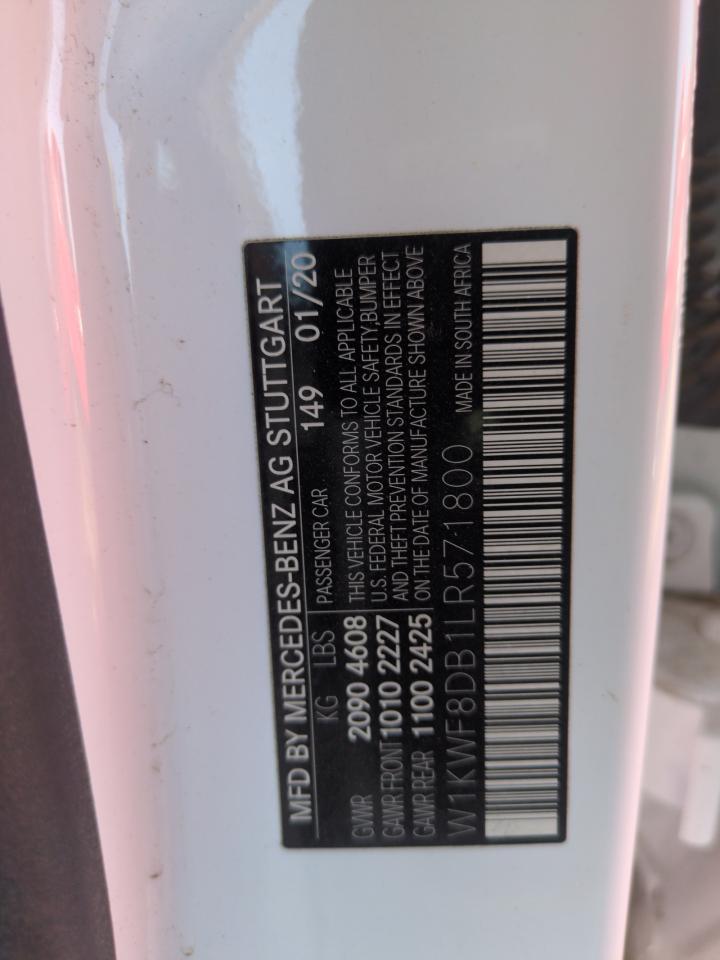 MFD BY MERCEDES-BENZ AG STUTTGART
KG LBS PASSENGER CAR 149 01/20
GVWR 2090 4608 THIS VEHICLE CONFORMS TO ALL APPLICABLE
GAWR FRONT 1010 2227 U.S. FEDERAL MOTOR VEHICLE SAFETY,BUMPER
GAWR REAR 1100 2425 AND THEFT PREVENTION STANDARDS IN EFFECT
ON THE DATE OF MANUFACTURE SHOWN ABOVE
W1KWF8DB1LR571800 MADE IN SOUTH AFRICA